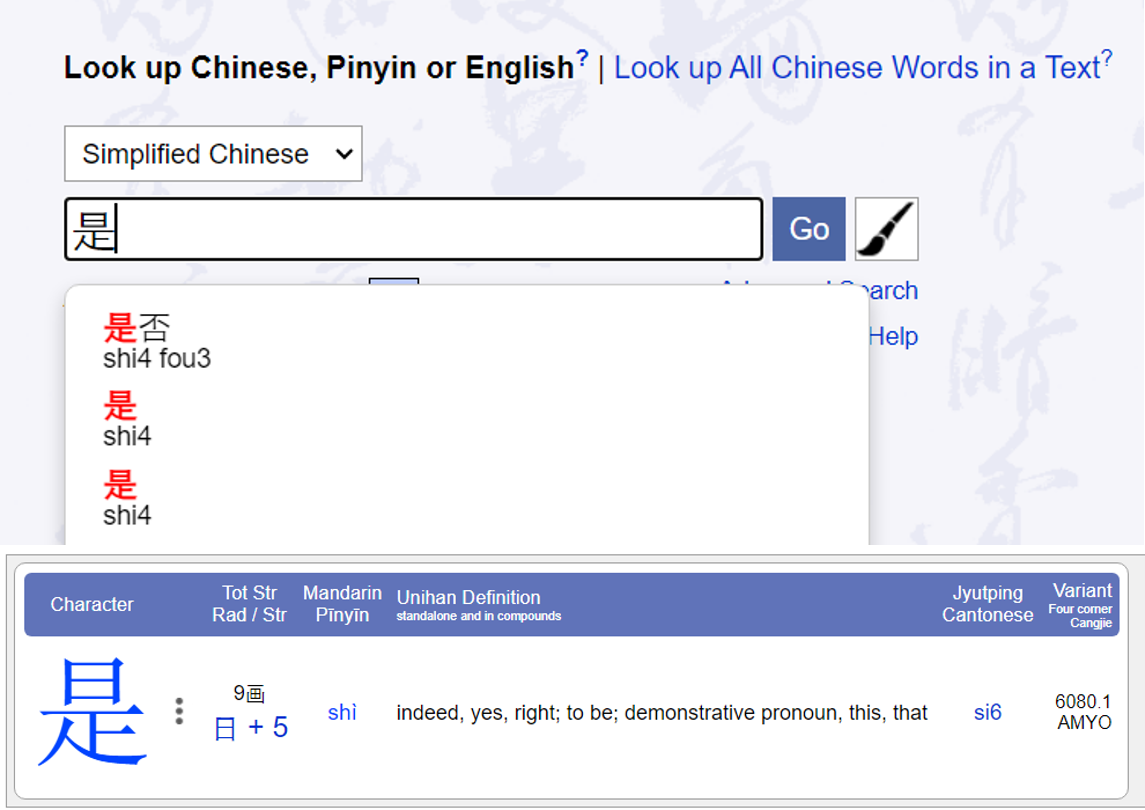 Look up Chinese, Pinyin or English? | Look up All Chinese Words in a Text?
Simplified Chinese
是
Go
Search
Help
是否
shi4 fou3
是
shi4
是
shi4
Character
Tot Str
Rad / Str
Mandarin
Pīnyīn
Unihan Definition
standalone and in compounds
Jyutping
Cantonese
Variant
Four corner
Cangjie
是
9画
日 + 5
shì
indeed, yes, right; to be; demonstrative pronoun, this, that
si6
6080.1
AMYO